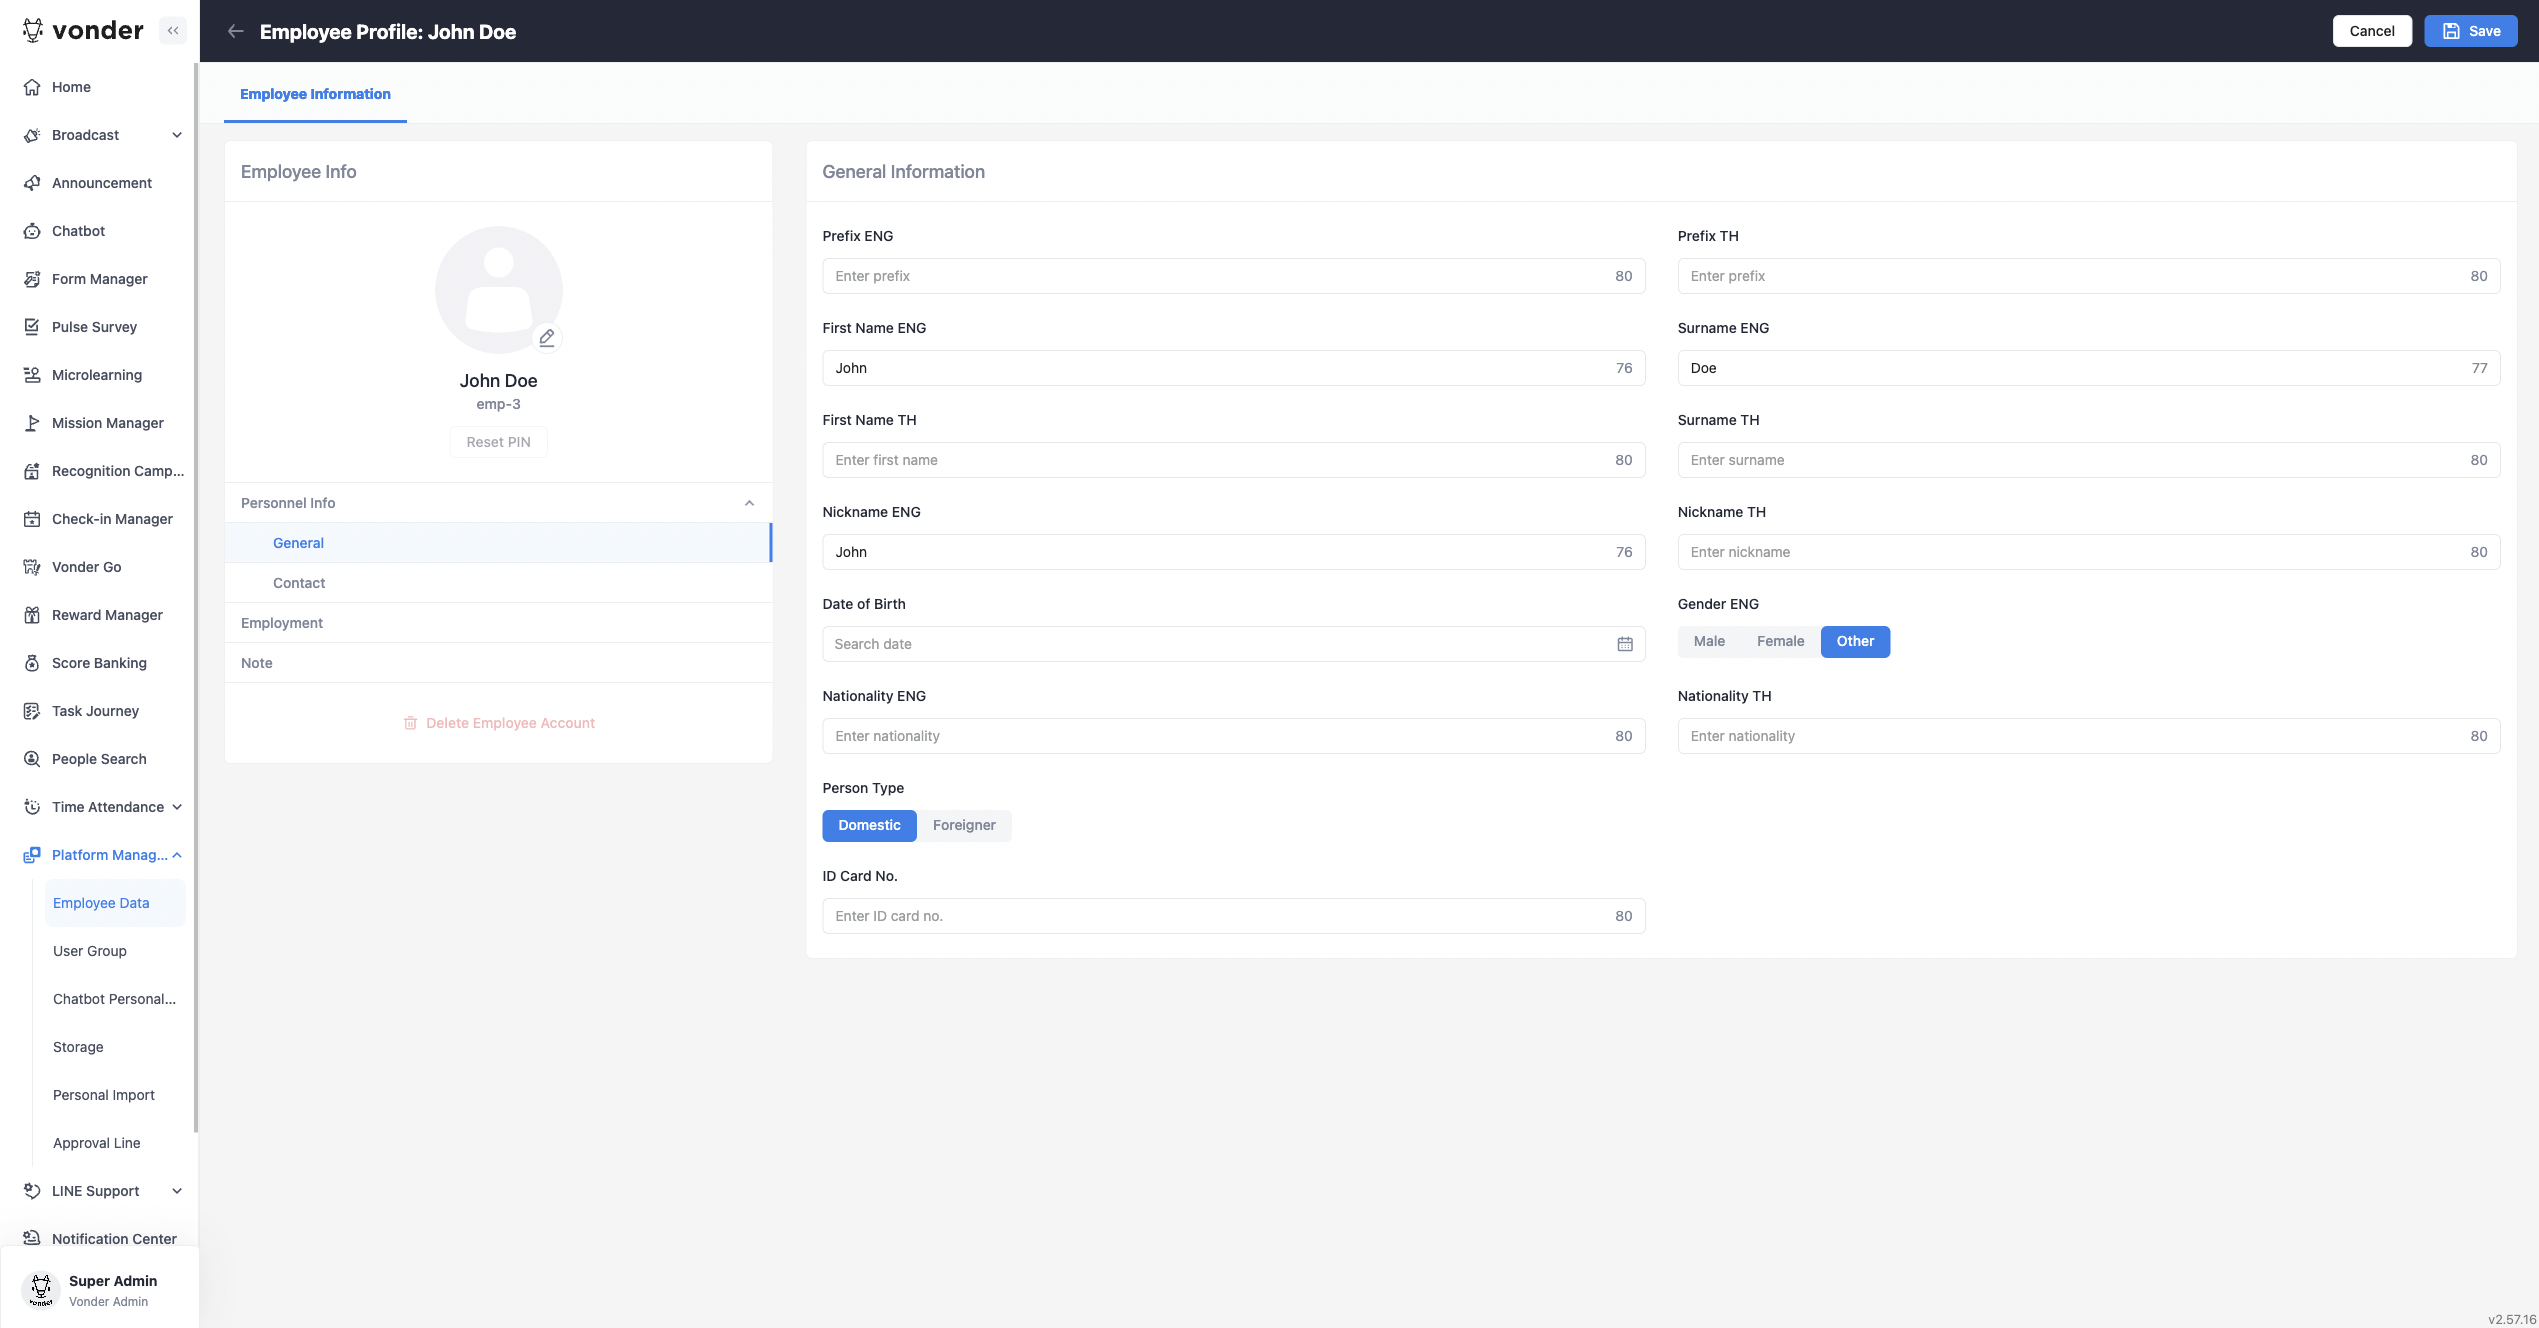 vonder
Employee Profile: John Doe
Cancel
Save
Home
Broadcast
Announcement
Chatbot
Form Manager
Pulse Survey
Microlearning
Mission Manager
Recognition Camp...
Check-in Manager
Vonder Go
Reward Manager
Score Banking
Task Journey
People Search
Time Attendance
Platform Manag...
Employee Data
User Group
Chatbot Personal...
Storage
Personal Import
Approval Line
LINE Support
Notification Center
vonder
Super Admin
Vonder Admin
Employee Information
Employee Info
John Doe
emp-3
Reset PIN
Personnel Info
General
Contact
Employment
Note
Delete Employee Account
General Information
Prefix ENG
Enter prefix 80
Prefix TH
Enter prefix 80
First Name ENG
John 76
Surname ENG
Doe 77
First Name TH
Enter first name 80
Surname TH
Enter surname 80
Nickname ENG
John 76
Nickname TH
Enter nickname 80
Date of Birth
Search date
Gender ENG
Male Female Other
Nationality ENG
Enter nationality 80
Nationality TH
Enter nationality 80
Person Type
Domestic Foreigner
ID Card No.
Enter ID card no. 80
v2.57.16